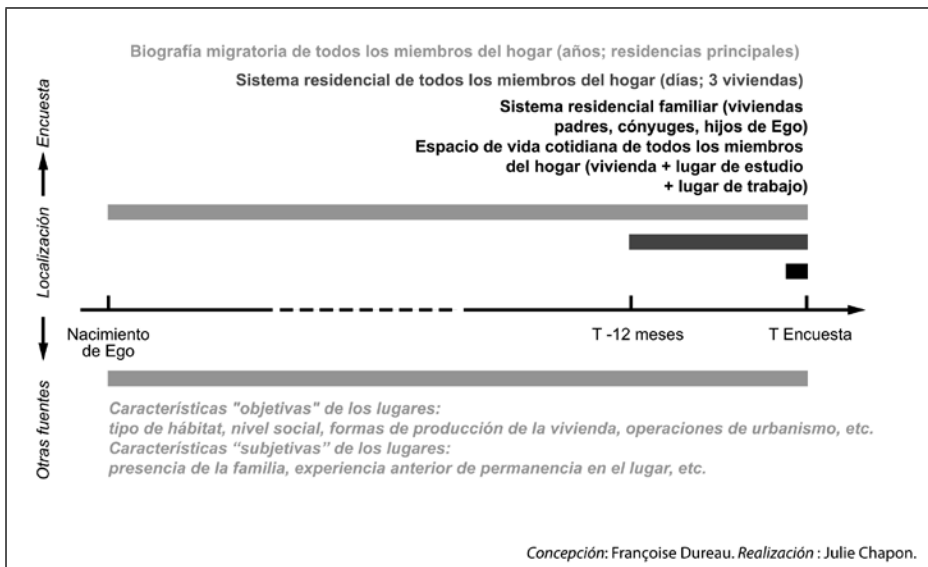 Biografía migratoria de todos los miembros del hogar (años; residencias principales)
Sistema residencial de todos los miembros del hogar (días; 3 viviendas)
Sistema residencial familiar (viviendas
padres, cónyuges, hijos de Ego)
Espacio de vida cotidiana de todos los miembros
del hogar (vivienda + lugar de estudio
+ lugar de trabajo)
Encuesta
Localización
Otras fuentes
Nacimiento
de Ego
T -12 meses
T Encuesta
Características "objetivas" de los lugares:
tipo de hábitat, nivel social, formas de producción de la vivienda, operaciones de urbanismo, etc.
Características “subjetivas” de los lugares:
presencia de la familia, experiencia anterior de permanencia en el lugar, etc.
Concepción: Françoise Dureau. Realización : Julie Chapon.